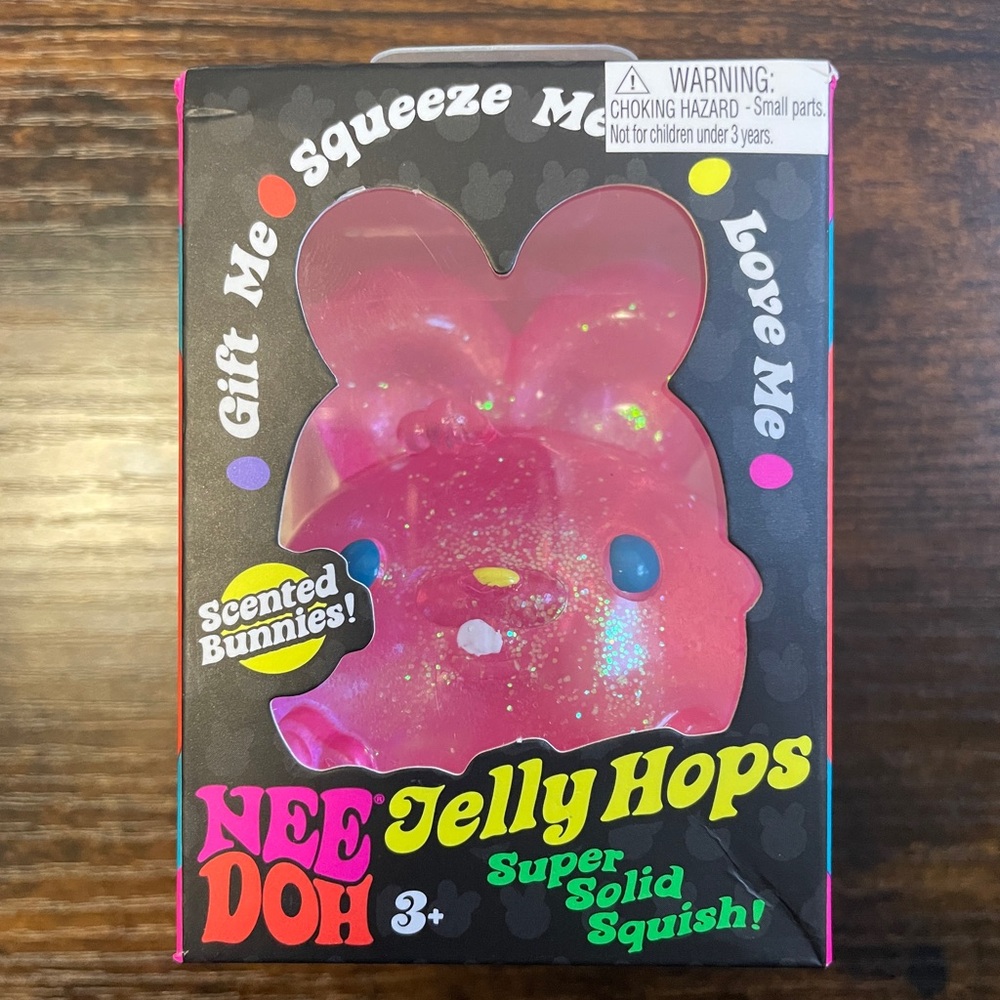 WARNING:
CHOKING HAZARD - Small parts.
Not for children under 3 years.
Gift Me
Squeeze Me
Love Me
Scented
Bunnies!
NEE®
DOH
Jelly Hops
3+
Super
Solid
Squish!